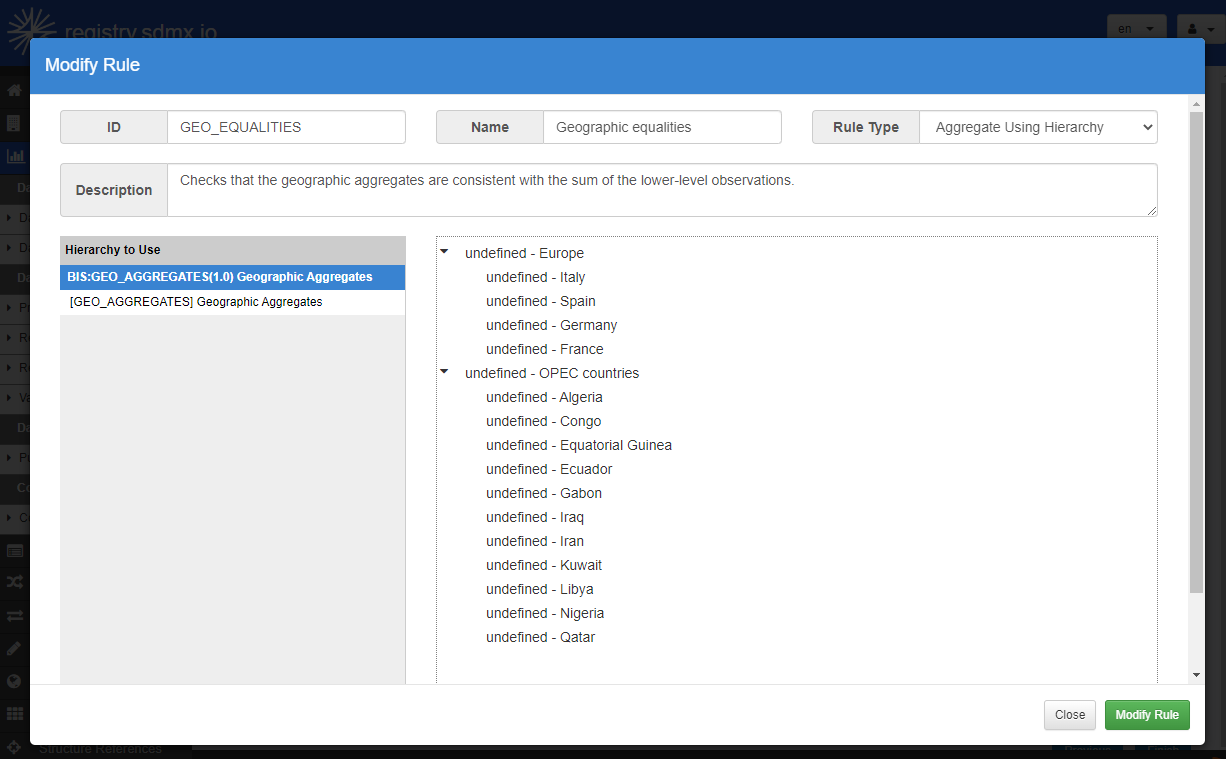 registry.sdmx.io
en
Modify Rule
ID GEO_EQUALITIES Name Geographic equalities Rule Type Aggregate Using Hierarchy
Description Checks that the geographic aggregates are consistent with the sum of the lower-level observations.
Hierarchy to Use
BIS:GEO_AGGREGATES(1.0) Geographic Aggregates
[GEO_AGGREGATES] Geographic Aggregates
undefined - Europe
undefined - Italy
undefined - Spain
undefined - Germany
undefined - France
undefined - OPEC countries
undefined - Algeria
undefined - Congo
undefined - Equatorial Guinea
undefined - Ecuador
undefined - Gabon
undefined - Iraq
undefined - Iran
undefined - Kuwait
undefined - Libya
undefined - Nigeria
undefined - Qatar
Close Modify Rule
Structure References